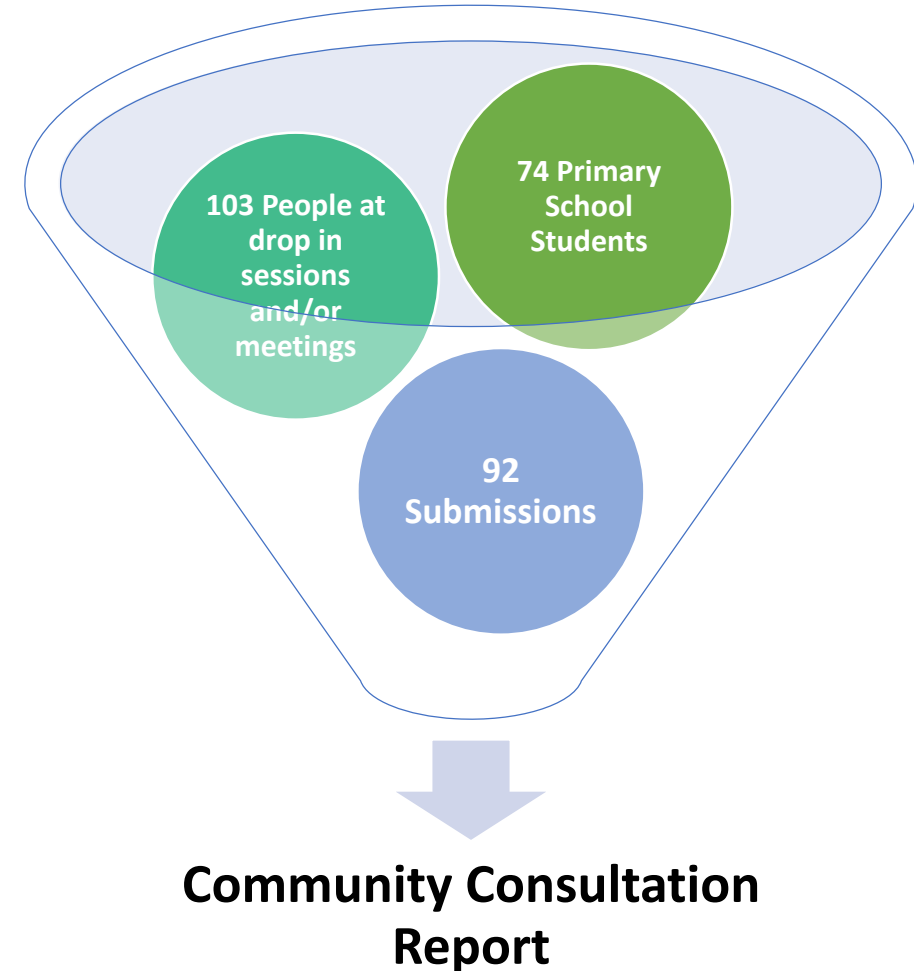 103 People at
drop in
sessions
and/or
meetings
74 Primary
School
Students
92
Submissions
Community Consultation
Report